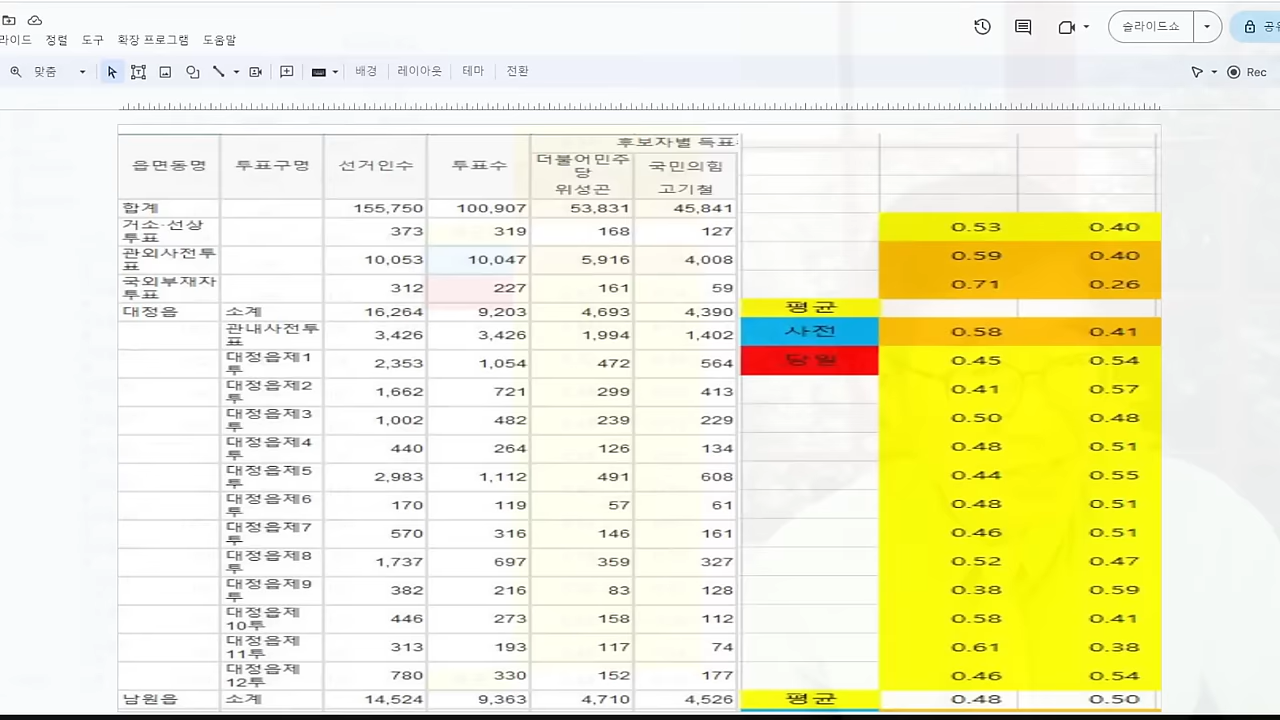 슬라이드쇼
공유
라이드 정렬 도구 확장 프로그램 도움말
맞춤 배경 레이아웃 테마 전환 Rec
후보자별 득표
읍면동명 투표구명 선거인수 투표수 더불어민주당 위성곤 국민의힘 고기철
합계 155,750 100,907 53,831 45,841
거소·선상투표 373 319 168 127 0.53 0.40
관외사전투표 10,053 10,047 5,916 4,008 0.59 0.40
국외부재자투표 312 227 161 59 0.71 0.26
대정읍 소계 16,264 9,203 4,693 4,390 평균
관내사전투표 3,426 3,426 1,994 1,402 사전 0.58 0.41
대정읍제1투 2,353 1,054 472 564 당일 0.45 0.54
대정읍제2투 1,662 721 299 413 0.41 0.57
대정읍제3투 1,002 482 239 229 0.50 0.48
대정읍제4투 440 264 126 134 0.48 0.51
대정읍제5투 2,983 1,112 491 608 0.44 0.55
대정읍제6투 170 119 57 61 0.48 0.51
대정읍제7투 570 316 146 161 0.46 0.51
대정읍제8투 1,737 697 359 327 0.52 0.47
대정읍제9투 382 216 83 128 0.38 0.59
대정읍제10투 446 273 158 112 0.58 0.41
대정읍제11투 313 193 117 74 0.61 0.38
대정읍제12투 780 330 152 177 0.46 0.54
남원읍 소계 14,524 9,363 4,710 4,526 평균 0.48 0.50